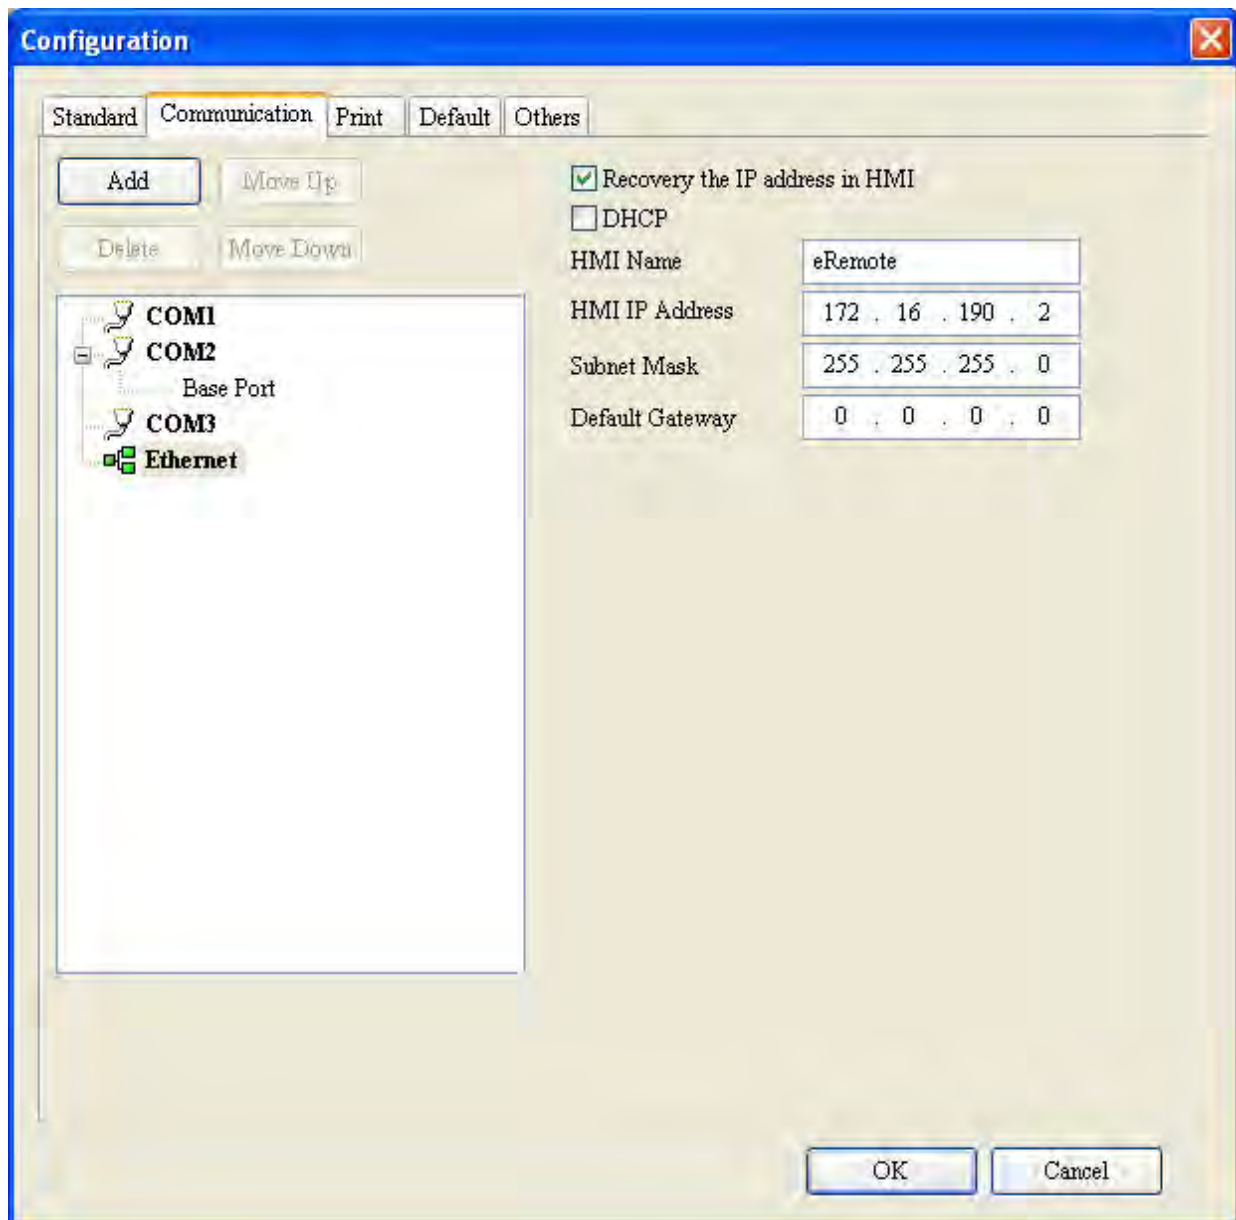 Configuration
Standard Communication Print Default Others
Add Move Up
Delete Move Down
COM1
COM2
Base Port
COM3
Ethernet
Recovery the IP address in HMI
DHCP
HMI Name eRemote
HMI IP Address 172 . 16 . 190 . 2
Subnet Mask 255 . 255 . 255 . 0
Default Gateway 0 . 0 . 0 . 0
OK Cancel